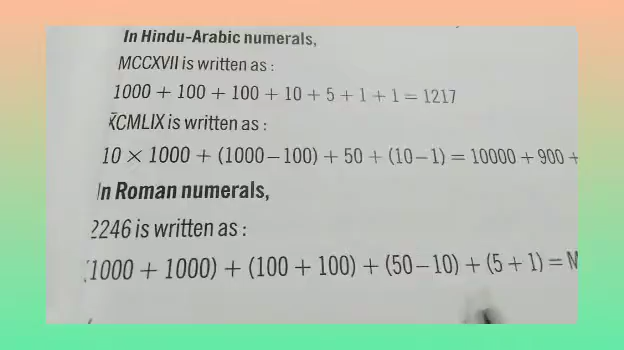 In Hindu-Arabic numerals,
MCCXVII is written as :
1000 + 100 + 100 + 10 + 5 + 1 + 1 = 1217
X̄CMLIX is written as :
10 × 1000 + (1000–100) + 50 + (10–1) = 10000 + 900 +
In Roman numerals,
2246 is written as :
(1000 + 1000) + (100 + 100) + (50–10) + (5 + 1) = M